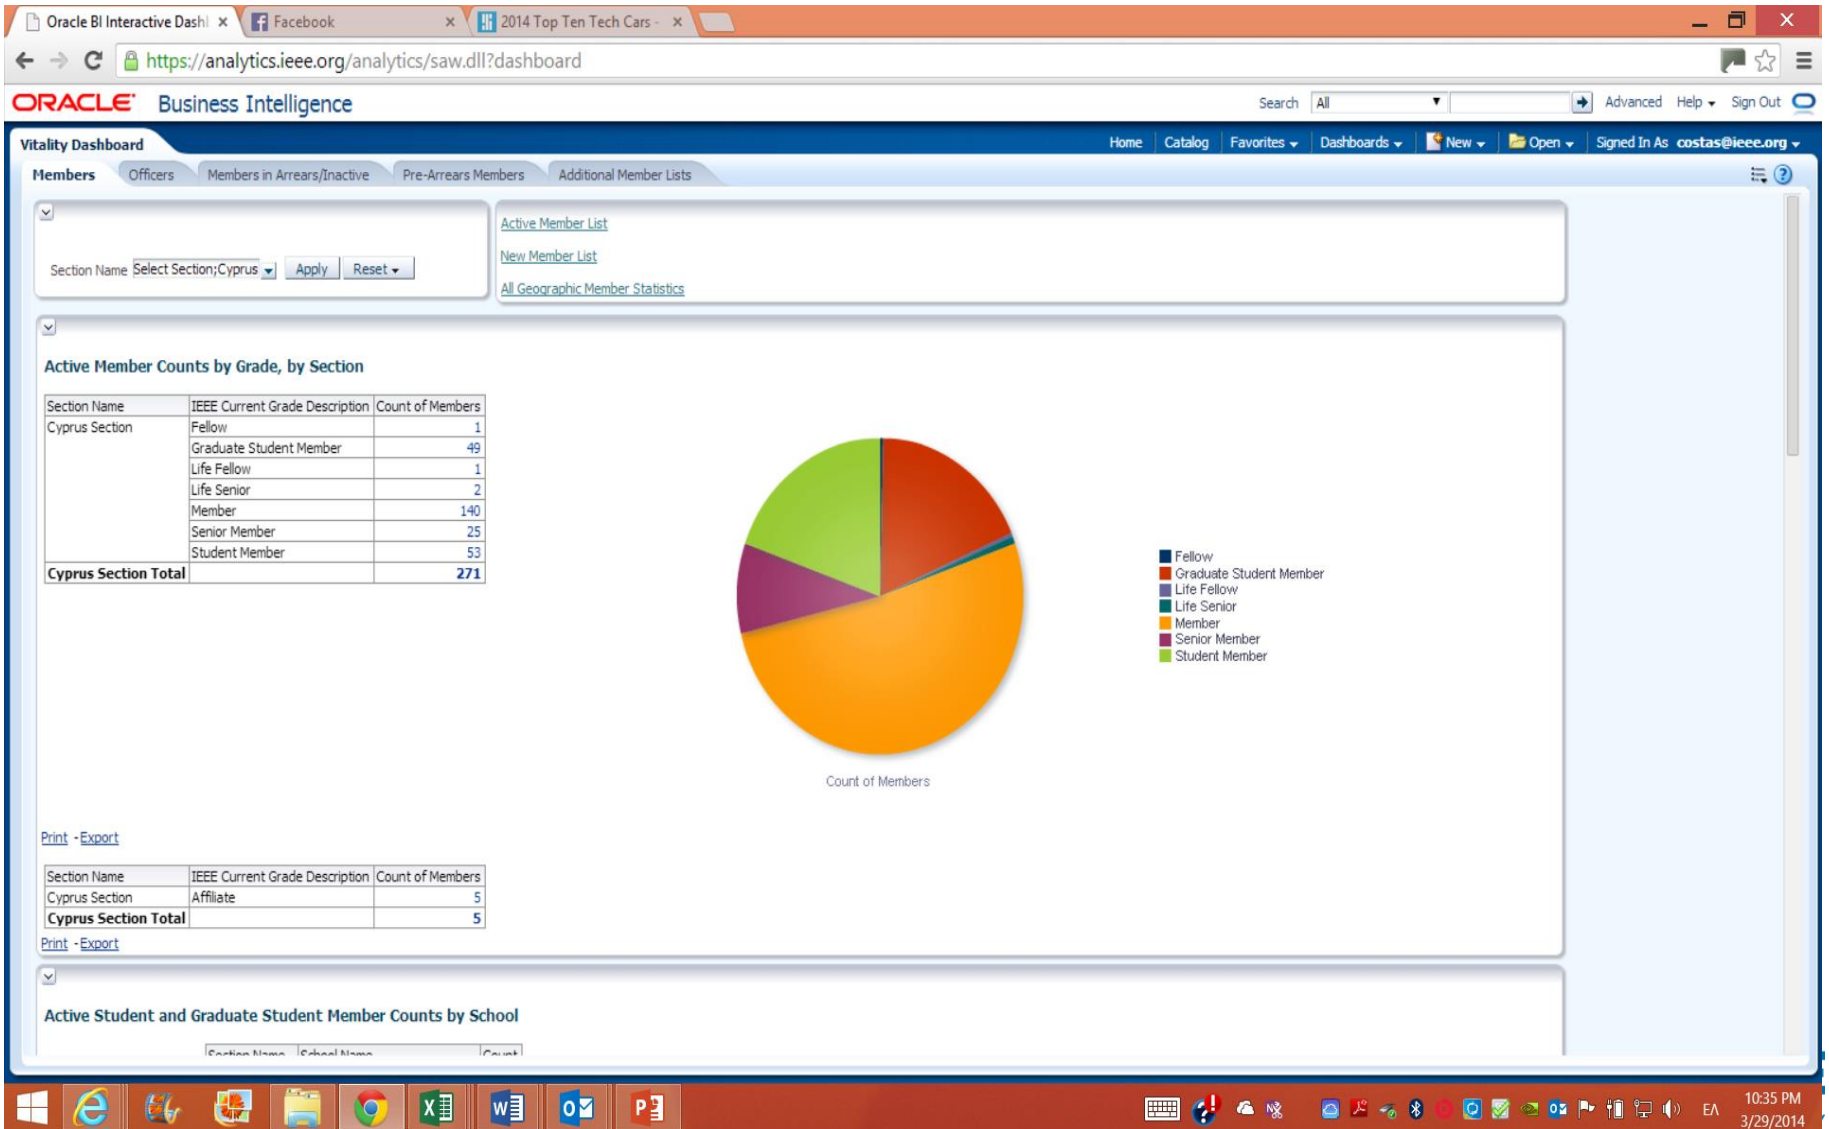 Oracle BI Interactive Dash
Facebook
2014 Top Ten Tech Cars -
https://analytics.ieee.org/analytics/saw.dll?dashboard
ORACLE Business Intelligence
Search All Advanced Help Sign Out
Vitality Dashboard
Home Catalog Favorites Dashboards New Open Signed In As costas@ieee.org
Members Officers Members in Arrears/Inactive Pre-Arrears Members Additional Member Lists
Section Name Select Section;Cyprus Apply Reset
Active Member List
New Member List
All Geographic Member Statistics
Active Member Counts by Grade, by Section
Section Name IEEE Current Grade Description Count of Members
Cyprus Section Fellow 1
Graduate Student Member 49
Life Fellow 1
Life Senior 2
Member 140
Senior Member 25
Student Member 53
Cyprus Section Total 271
Fellow
Graduate Student Member
Life Fellow
Life Senior
Member
Senior Member
Student Member
Count of Members
Print - Export
Section Name IEEE Current Grade Description Count of Members
Cyprus Section Affiliate 5
Cyprus Section Total 5
Print - Export
Active Student and Graduate Student Member Counts by School
Section Name School Name Count
ΕΛ
10:35 PM
3/29/2014